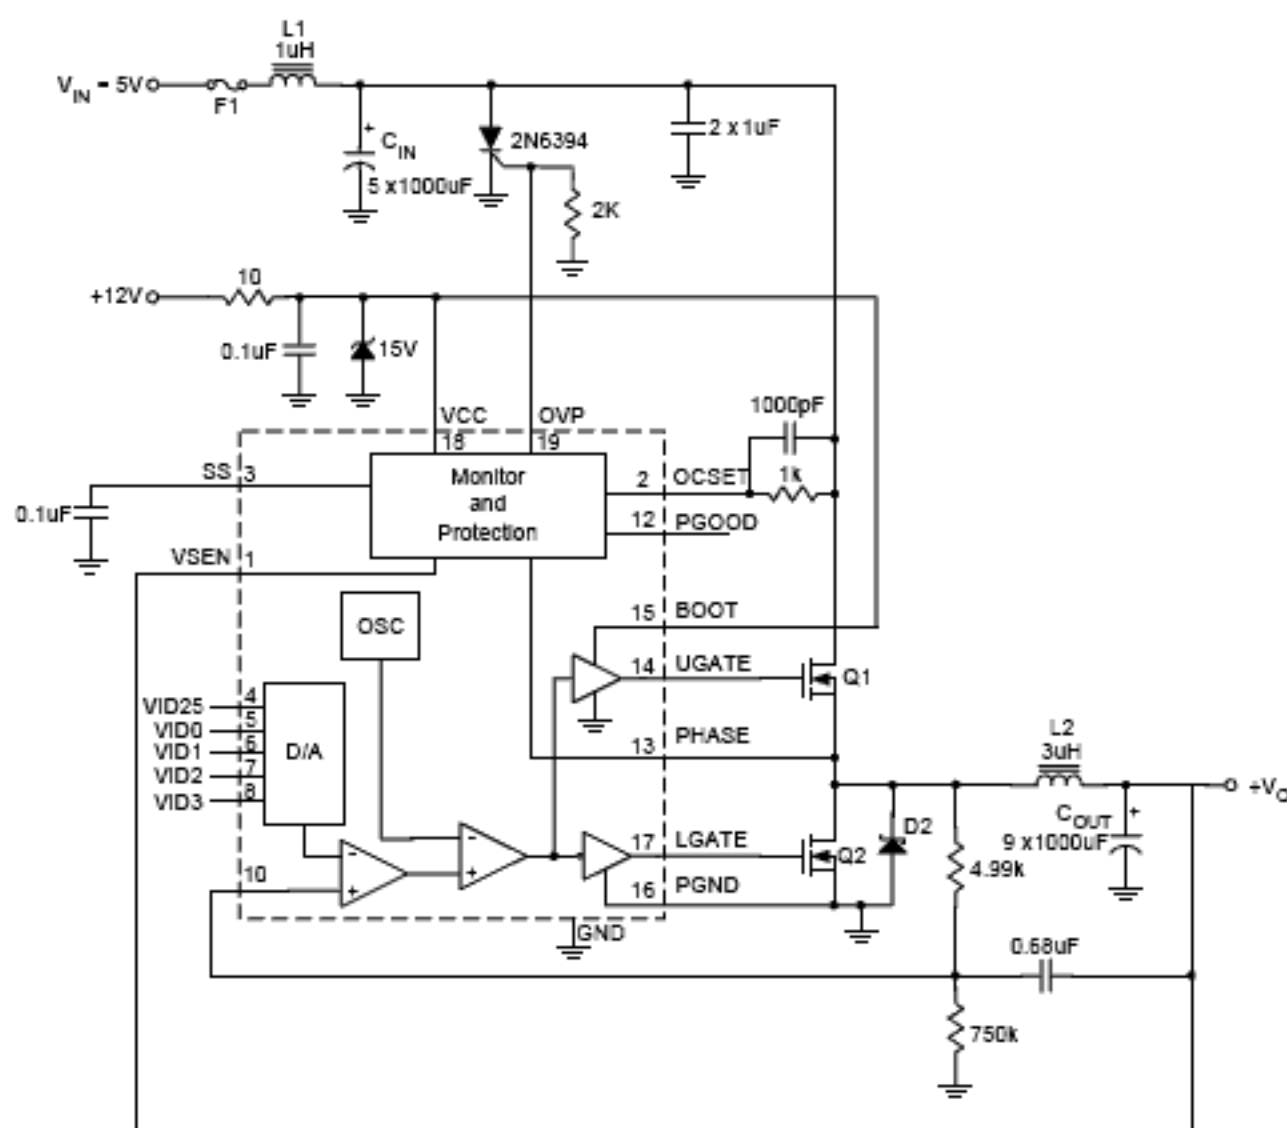 L1
1uH
VIN = 5V
F1
+
CIN
5 x1000uF
2N6394
2 x 1uF
2K
10
+12V
0.1uF
15V
VCC
OVP
18
19
1000pF
SS
3
Monitor
and
Protection
2
OCSET
1k
0.1uF
12
PGOOD
VSEN
1
OSC
15
BOOT
14
UGATE
Q1
VID25
4
VID0
5
VID1
6
VID2
7
VID3
8
D/A
13
PHASE
L2
3uH
+VO
-
+
-
+
10
17
LGATE
Q2
D2
16
PGND
COUT
+
9 x1000uF
4.99k
GND
0.68uF
750k